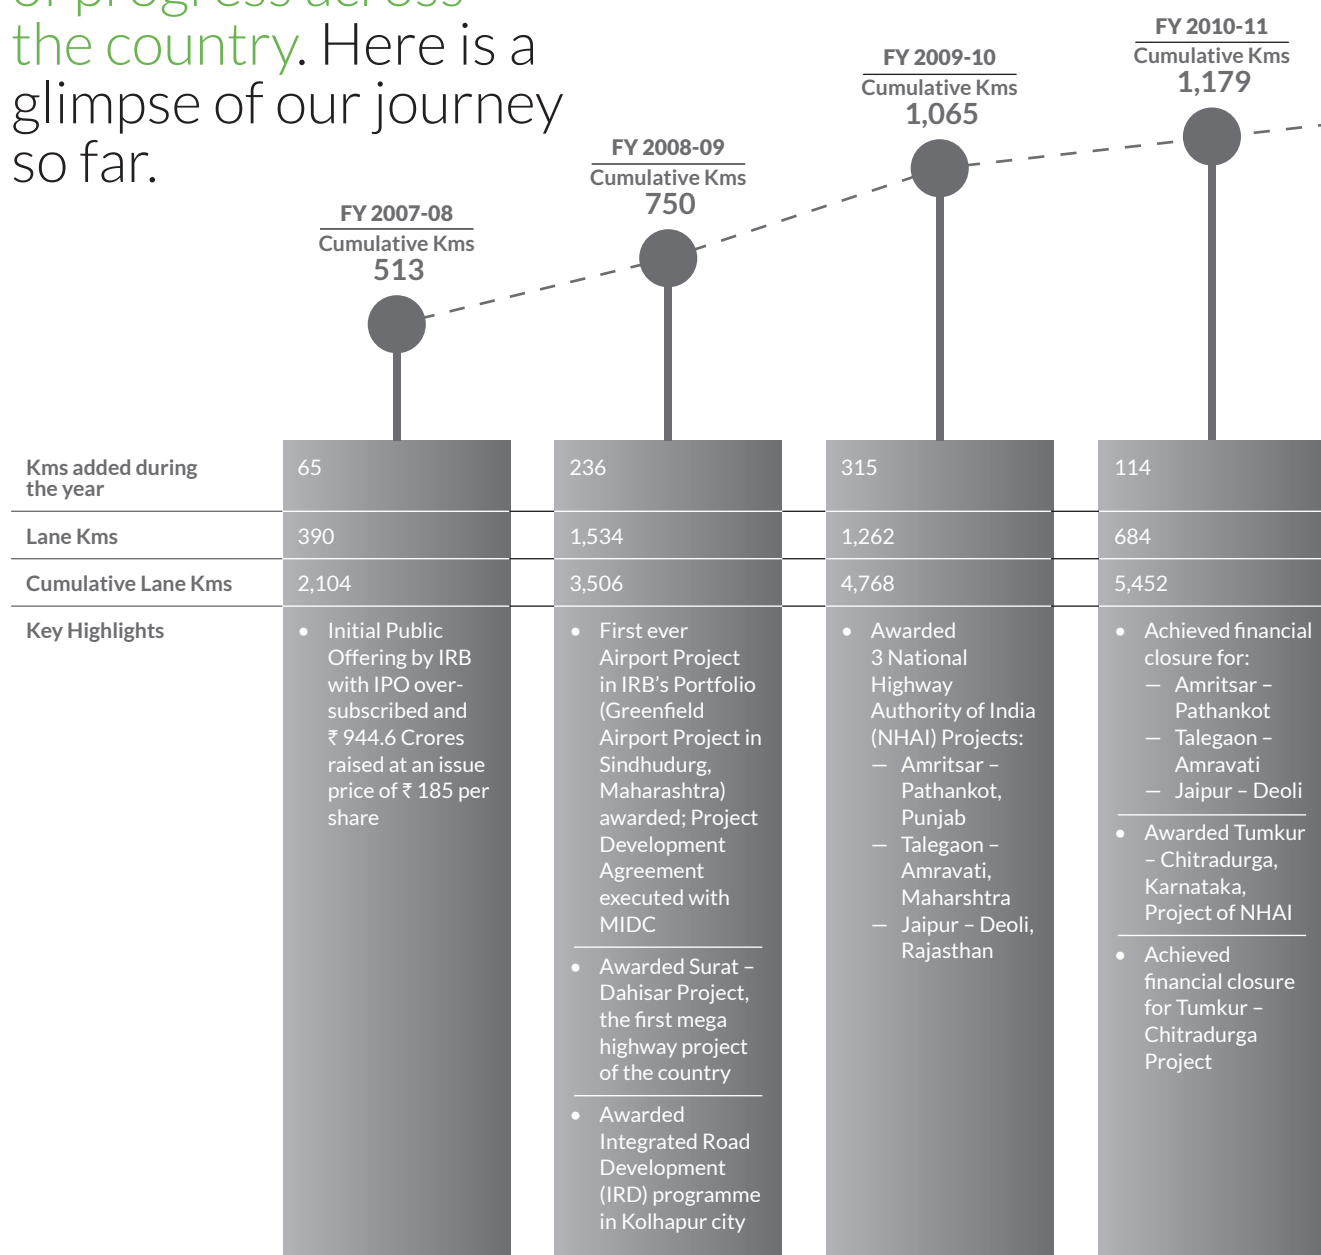 of progress across
the country. Here is a
glimpse of our journey
so far.
FY 2007-08
Cumulative Kms
513
FY 2008-09
Cumulative Kms
750
FY 2009-10
Cumulative Kms
1,065
FY 2010-11
Cumulative Kms
1,179
Kms added during
the year
65
236
315
114
Lane Kms
390
1,534
1,262
684
Cumulative Lane Kms
2,104
3,506
4,768
5,452
Key Highlights
• Initial Public
Offering by IRB
with IPO over-
subscribed and
₹ 944.6 Crores
raised at an issue
price of ₹ 185 per
share
• First ever
Airport Project
in IRB's Portfolio
(Greenfield
Airport Project in
Sindhudurg,
Maharashtra)
awarded; Project
Development
Agreement
executed with
MIDC
• Awarded Surat –
Dahisar Project,
the first mega
highway project
of the country
• Awarded
Integrated Road
Development
(IRD) programme
in Kolhapur city
• Awarded
3 National
Highway
Authority of India
(NHAI) Projects:
— Amritsar –
Pathankot,
Punjab
— Talegaon –
Amravati,
Maharshtra
— Jaipur – Deoli,
Rajasthan
• Achieved financial
closure for:
— Amritsar –
Pathankot
— Talegaon –
Amravati
— Jaipur – Deoli
• Awarded Tumkur
– Chitradurga,
Karnataka,
Project of NHAI
• Achieved
financial closure
for Tumkur –
Chitradurga
Project